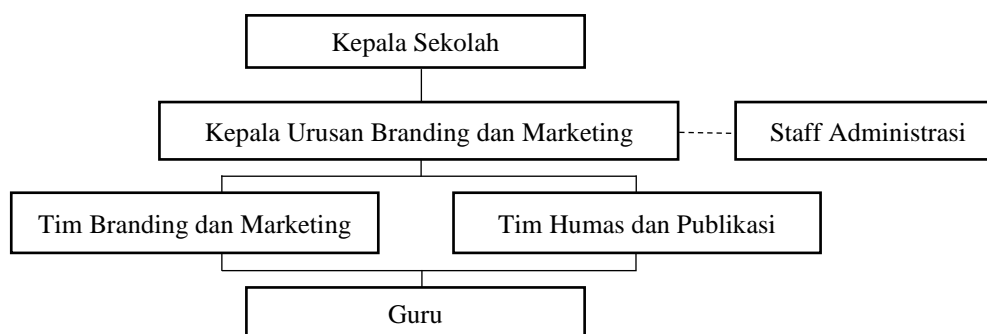 Kepala Sekolah
Kepala Urusan Branding dan Marketing
Staff Administrasi
Tim Branding dan Marketing
Tim Humas dan Publikasi
Guru